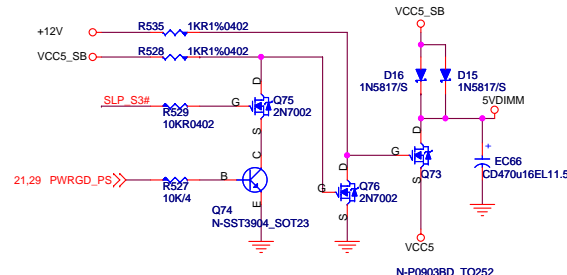 VCC5_SB
R535 1KR1%0402
+12V
R528 1KR1%0402
VCC5_SB
D16 D15
1N5817/S 1N5817/S
5VDIMM
D
Q75
SLP_S3# G 2N7002
R529
10KR0402
S
D
G
D
Q73
EC66
+
CD470u16EL11.5
C
21,29 PWRGD_PS B
R527
10K/4
E
G
Q76
2N7002
S
S
Q74
N-SST3904_SOT23
VCC5
N-P0903BD_TO252